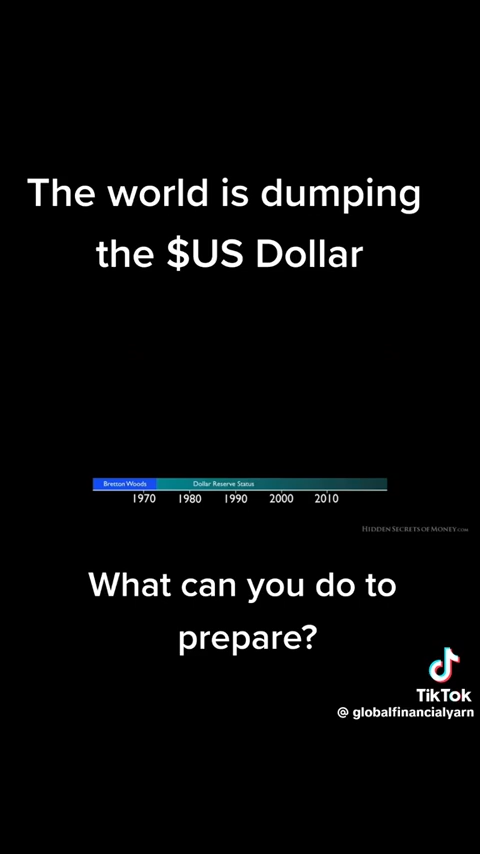 The world is dumping
the $US Dollar
Bretton Woods Dollar Reserve Status
1970 1980 1990 2000 2010
HIDDEN SECRETS OF MONEY.COM
What can you do to
prepare?
TikTok
@ globalfinancialyarn